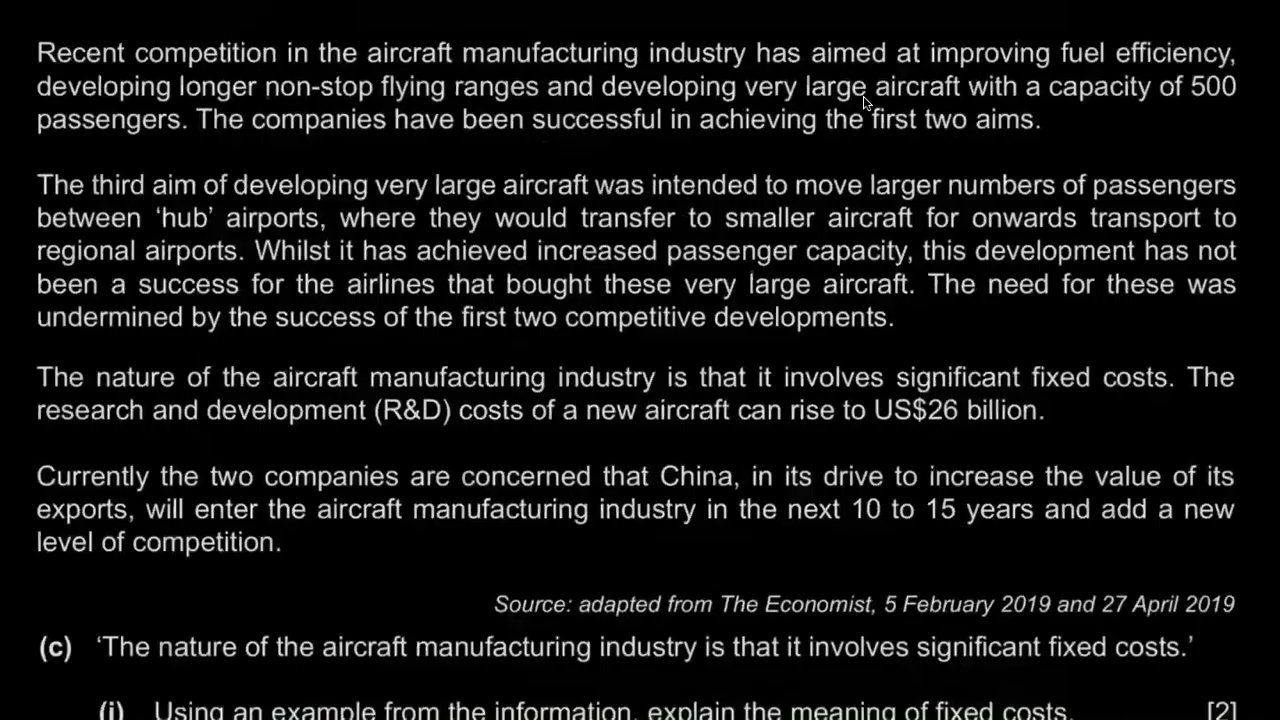 Recent competition in the aircraft manufacturing industry has aimed at improving fuel efficiency,
developing longer non-stop flying ranges and developing very large aircraft with a capacity of 500
passengers. The companies have been successful in achieving the first two aims.
The third aim of developing very large aircraft was intended to move larger numbers of passengers
between ‘hub’ airports, where they would transfer to smaller aircraft for onwards transport to
regional airports. Whilst it has achieved increased passenger capacity, this development has not
been a success for the airlines that bought these very large aircraft. The need for these was
undermined by the success of the first two competitive developments.
The nature of the aircraft manufacturing industry is that it involves significant fixed costs. The
research and development (R&D) costs of a new aircraft can rise to US$26 billion.
Currently the two companies are concerned that China, in its drive to increase the value of its
exports, will enter the aircraft manufacturing industry in the next 10 to 15 years and add a new
level of competition.
Source: adapted from The Economist, 5 February 2019 and 27 April 2019
(c) ‘The nature of the aircraft manufacturing industry is that it involves significant fixed costs.’
(i) Using an example from the information, explain the meaning of fixed costs. [2]